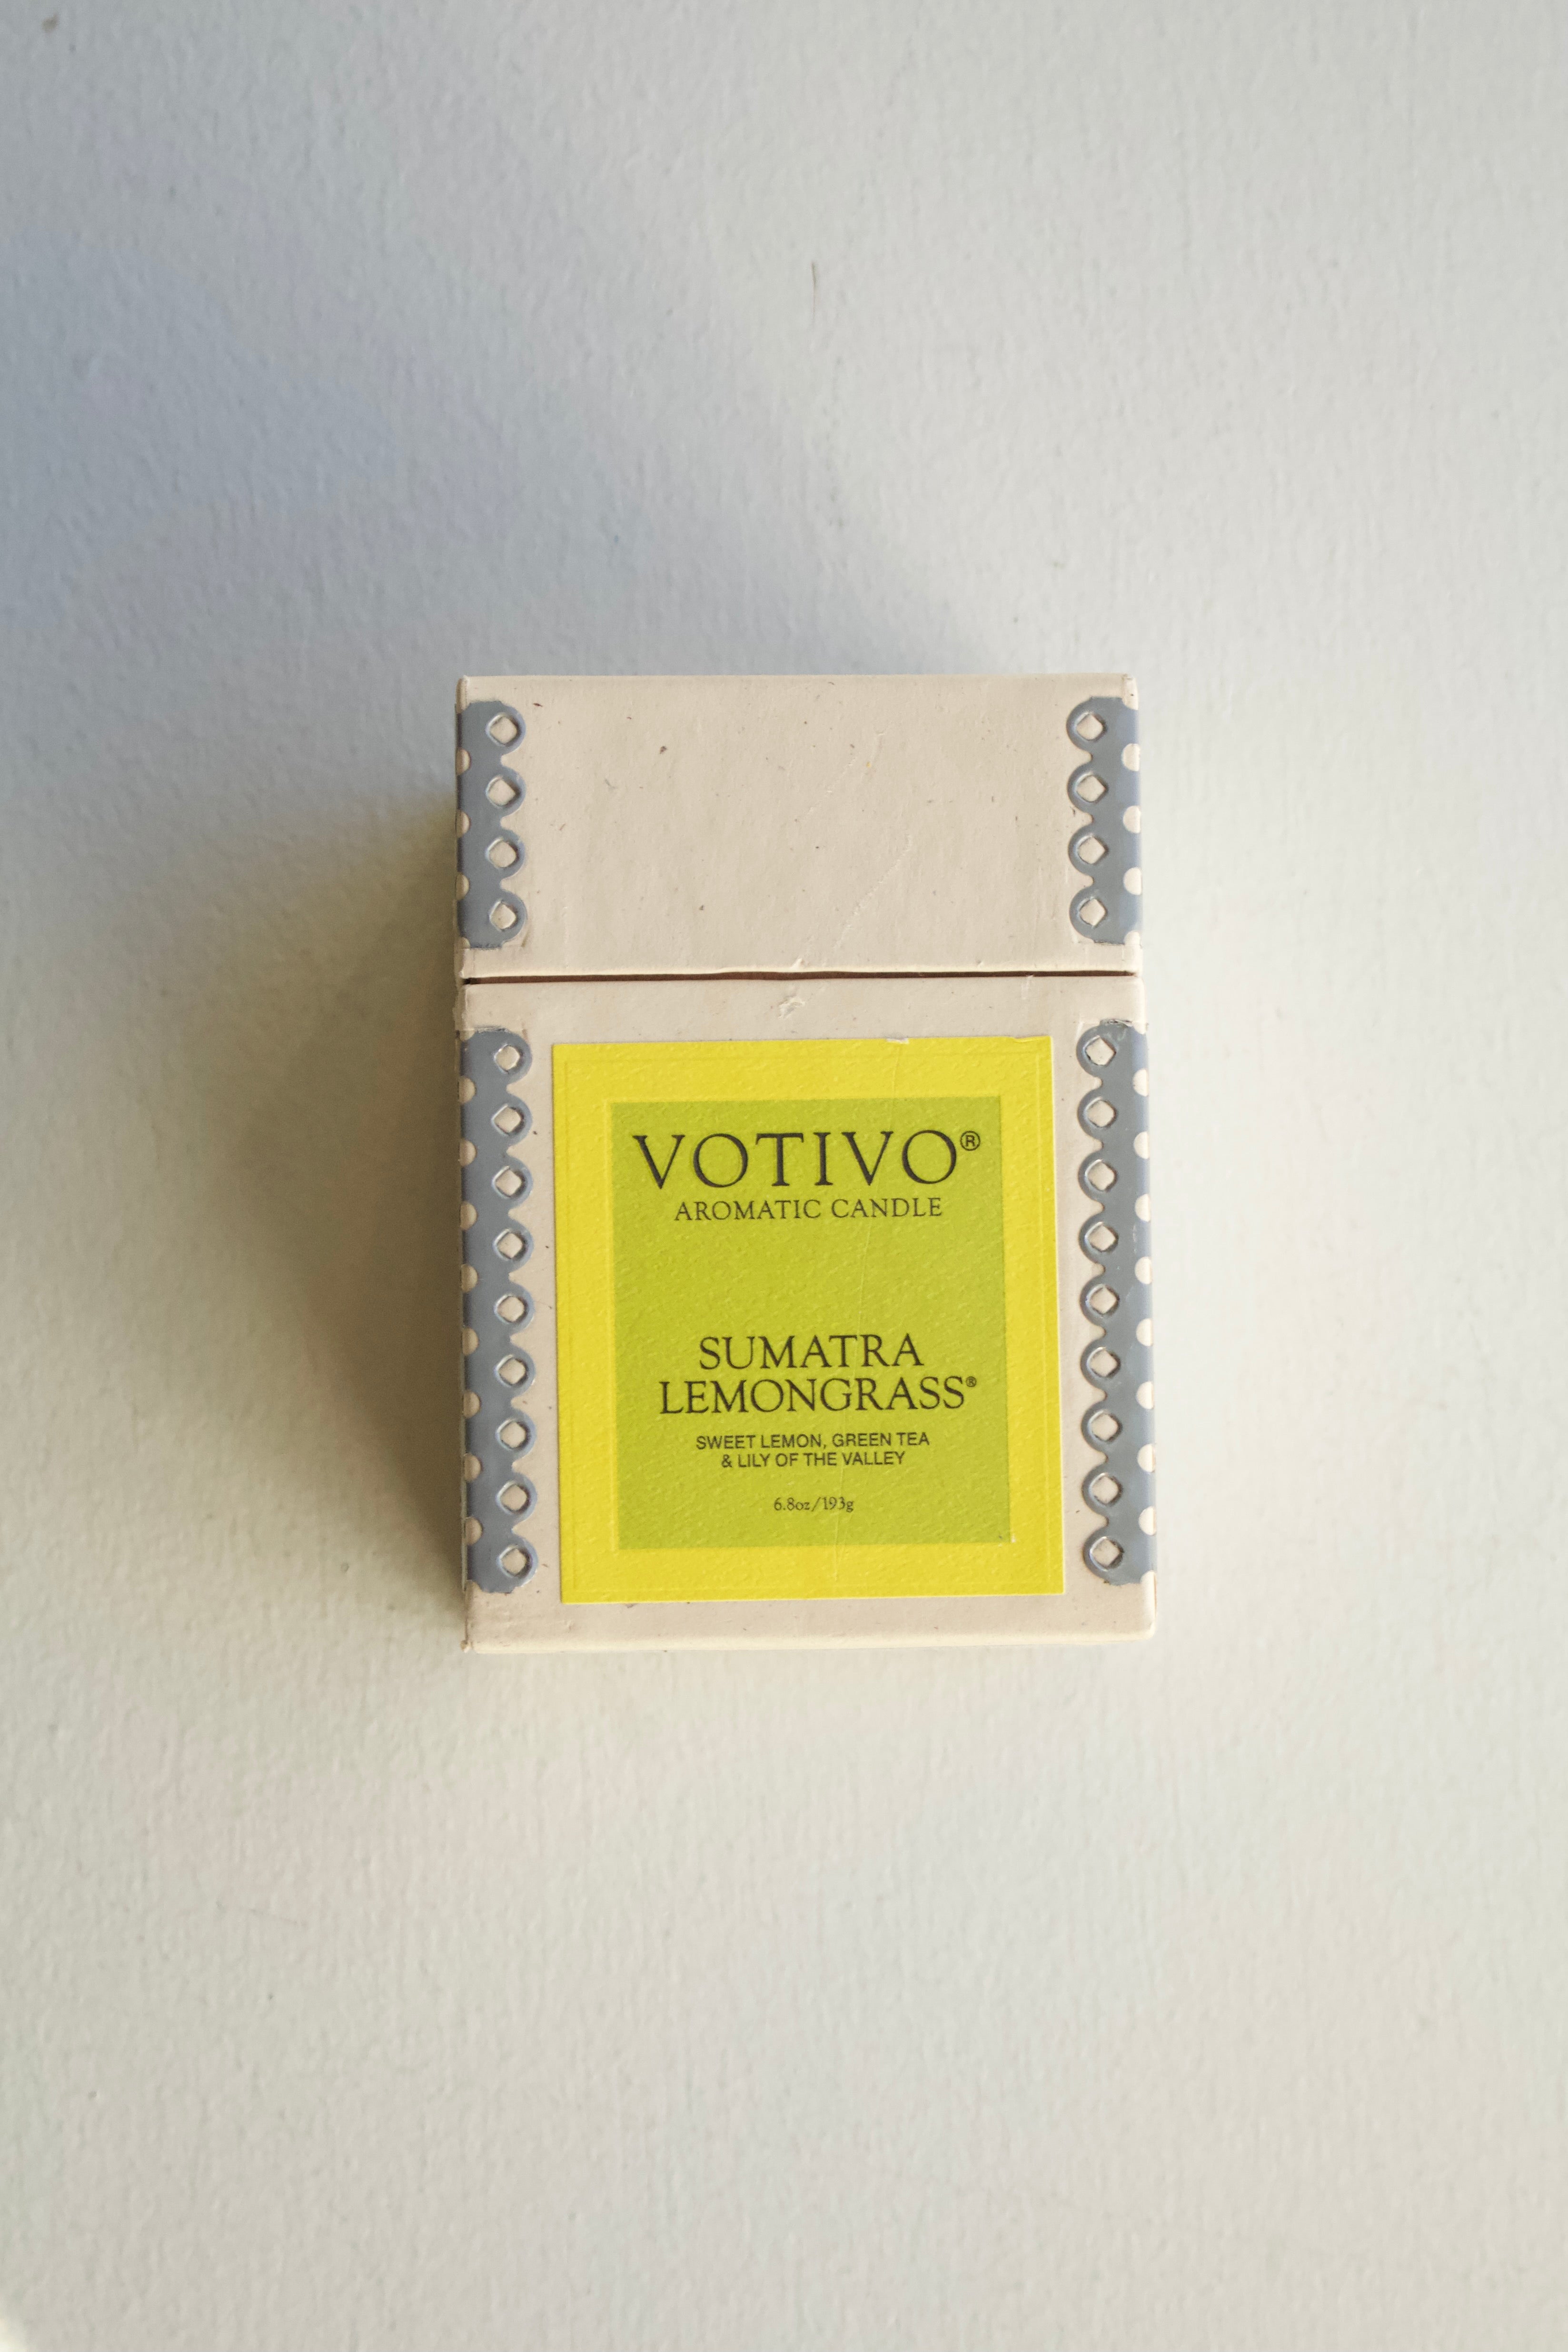 VOTIVO®
AROMATIC CANDLE
SUMATRA
LEMONGRASS®
SWEET LEMON, GREEN TEA
& LILY OF THE VALLEY
6.8oz/193g